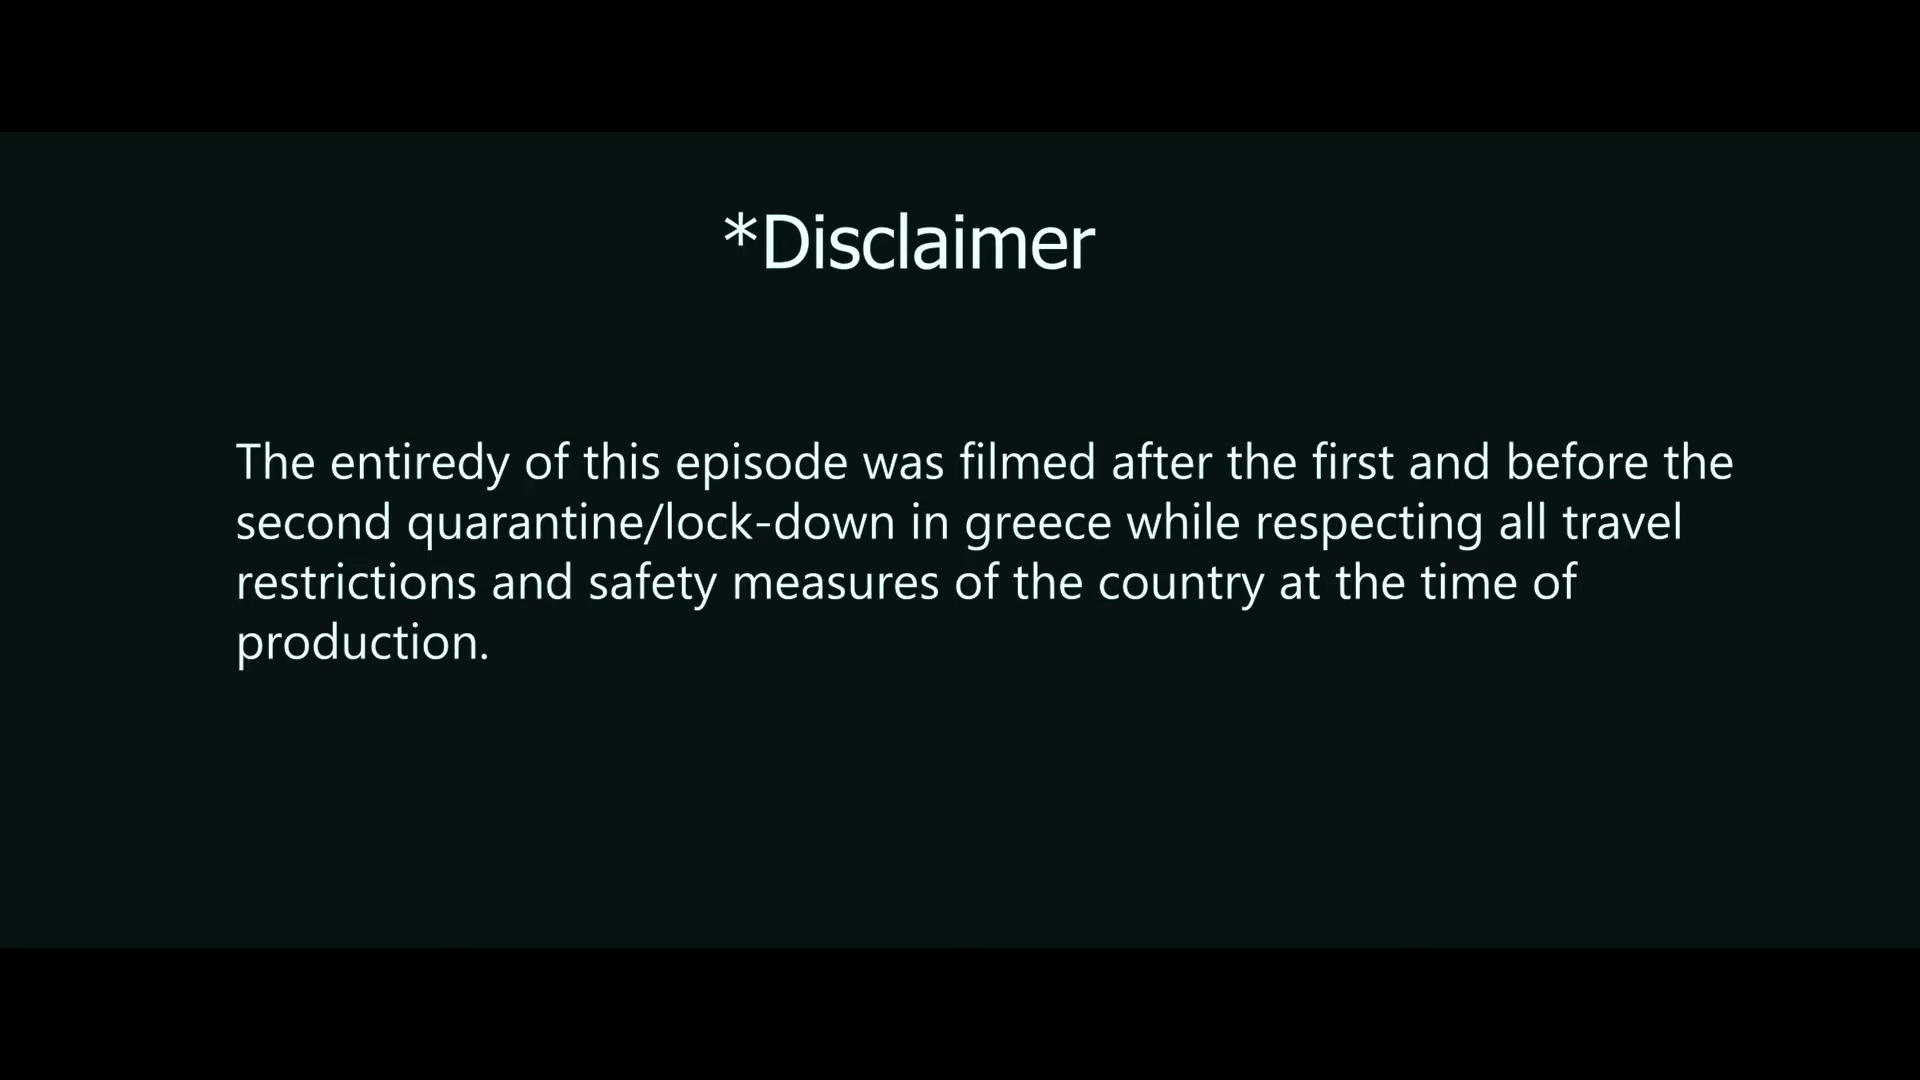 *Disclaimer
The entiredy of this episode was filmed after the first and before the
second quarantine/lock-down in greece while respecting all travel
restrictions and safety measures of the country at the time of
production.